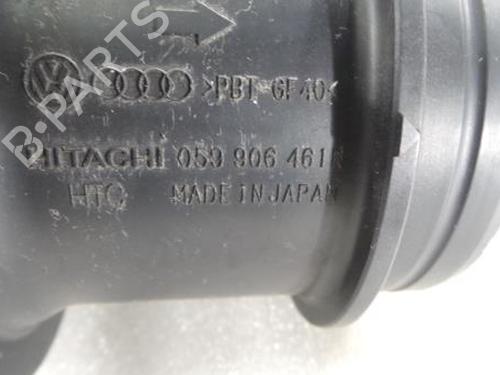 >PBT-GF40<
HITACHI 059 906 461
HTC MADE IN JAPAN
B-PARTS